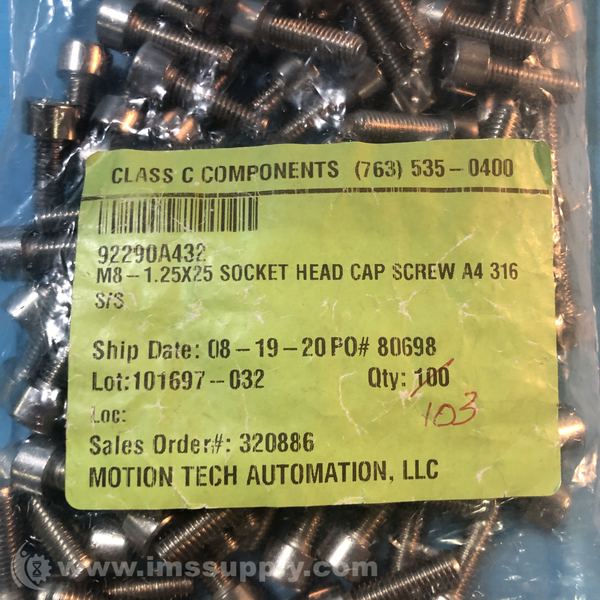 CLASS C COMPONENTS (763) 535-0400
92290A432
M8-1.25X25 SOCKET HEAD CAP SCREW A4 316
S/S
Ship Date: 08-19-20 PO# 80698
Lot:101697-032 Qty: 100
103
Loc:
Sales Order#: 320886
MOTION TECH AUTOMATION, LLC
www.imssupply.com